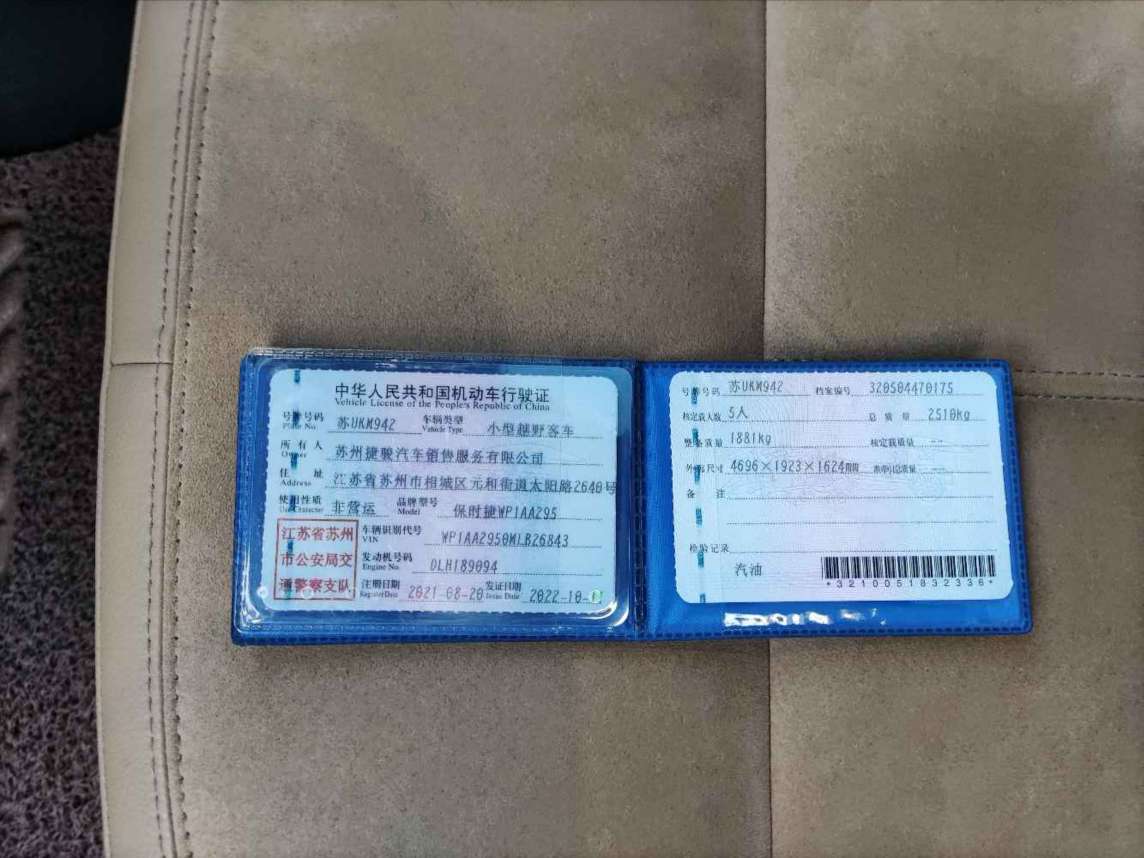 中华人民共和国机动车行驶证
Vehicle License of the People's Republic of China
号牌号码 苏UKM942 车辆类型 小型越野客车
Plate No. Vehicle Type
所有人 苏州捷骏汽车销售服务有限公司
Owner
住址 江苏省苏州市相城区元和街道太阳路2640号
Address
使用性质 非营运 品牌型号 保时捷WP1AA295
Use Character Model
江苏省苏州
市公安局交
通警察支队
车辆识别代号 WP1AA2950MLB26843
VIN
发动机号码 DLH189094
Engine No.
注册日期 2021-08-20 发证日期 2022-10-
Register Date Issue Date
号牌号码 苏UKM942 档案编号 320504470175
核定载人数 5人 总质量 2510kg
整备质量 1881kg 核定载质量 --
外廓尺寸 4696×1923×1624mm 准牵引总质量 --
备注
检验记录
汽油
*3210051832336*